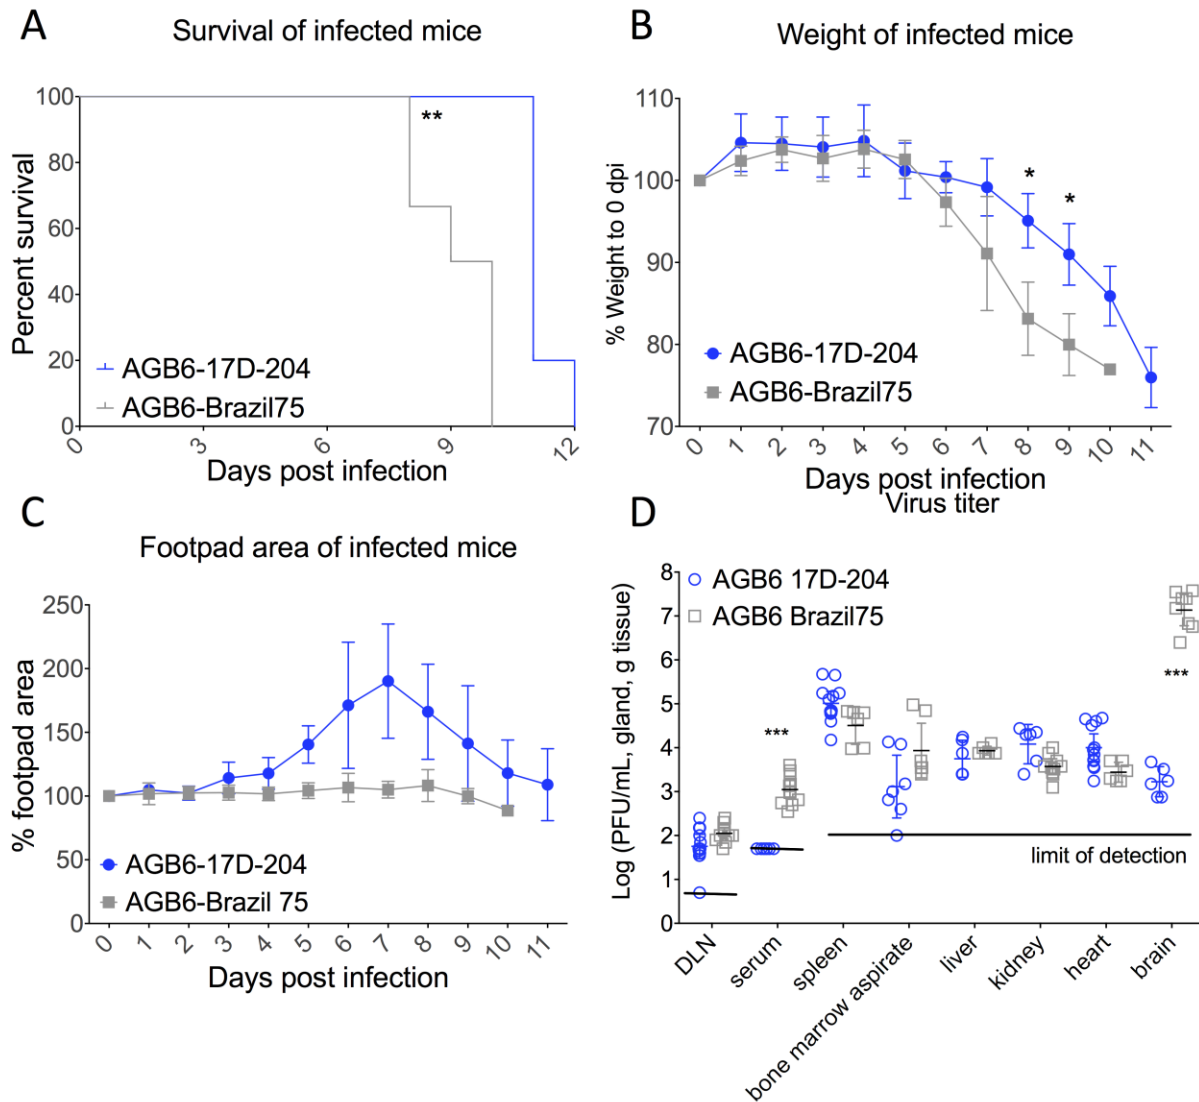 A
Survival of infected mice
100
80
60
40
20
0
Percent survival
**
AGB6-17D-204
AGB6-Brazil75
0
3
6
9
12
Days post infection
B
Weight of infected mice
110
100
90
80
70
% Weight to 0 dpi
*
*
AGB6-17D-204
AGB6-Brazil75
0
1
2
3
4
5
6
7
8
9
10
11
Days post infection
C
Footpad area of infected mice
250
200
150
100
50
0
% footpad area
AGB6-17D-204
AGB6-Brazil 75
0
1
2
3
4
5
6
7
8
9
10
11
Days post infection
D
Virus titer
8
7
6
5
4
3
2
1
0
Log (PFU/mL, gland, g tissue)
AGB6 17D-204
AGB6 Brazil75
***
***
limit of detection
DLN
serum
spleen
bone marrow aspirate
liver
kidney
heart
brain